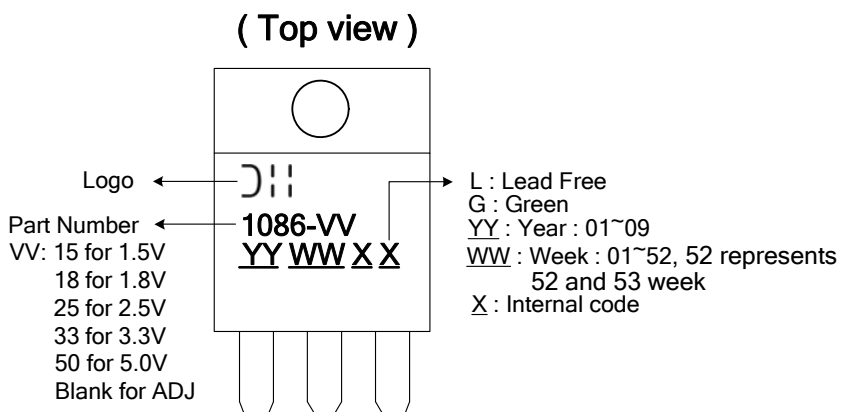 ( Top view )
Logo
Part Number
VV: 15 for 1.5V
18 for 1.8V
25 for 2.5V
33 for 3.3V
50 for 5.0V
Blank for ADJ
1086-VV
YY WW X X
L : Lead Free
G : Green
YY : Year : 01~09
WW : Week : 01~52, 52 represents
52 and 53 week
X : Internal code